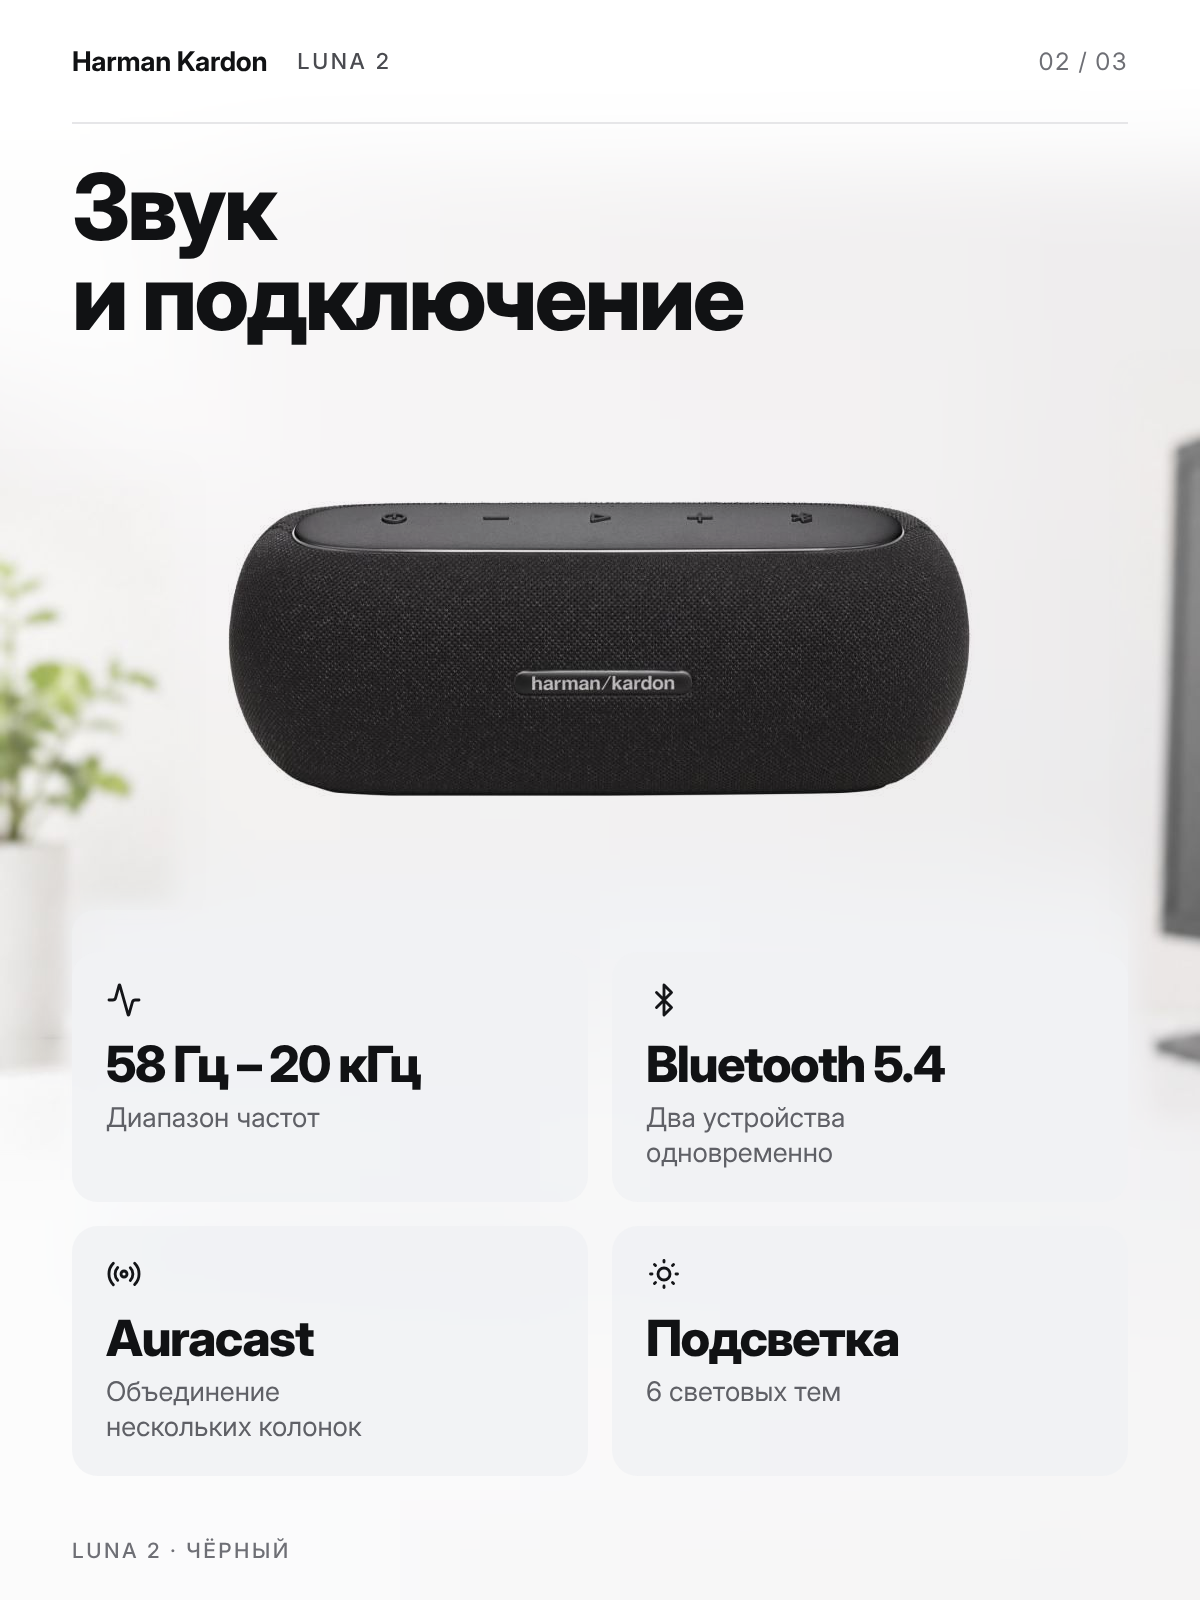 Harman Kardon LUNA 2 02 / 03
Звук
и подключение
harman/kardon
58 Гц – 20 кГц
Диапазон частот
Bluetooth 5.4
Два устройства
одновременно
Auracast
Объединение
нескольких колонок
Подсветка
6 световых тем
LUNA 2 · ЧЁРНЫЙ